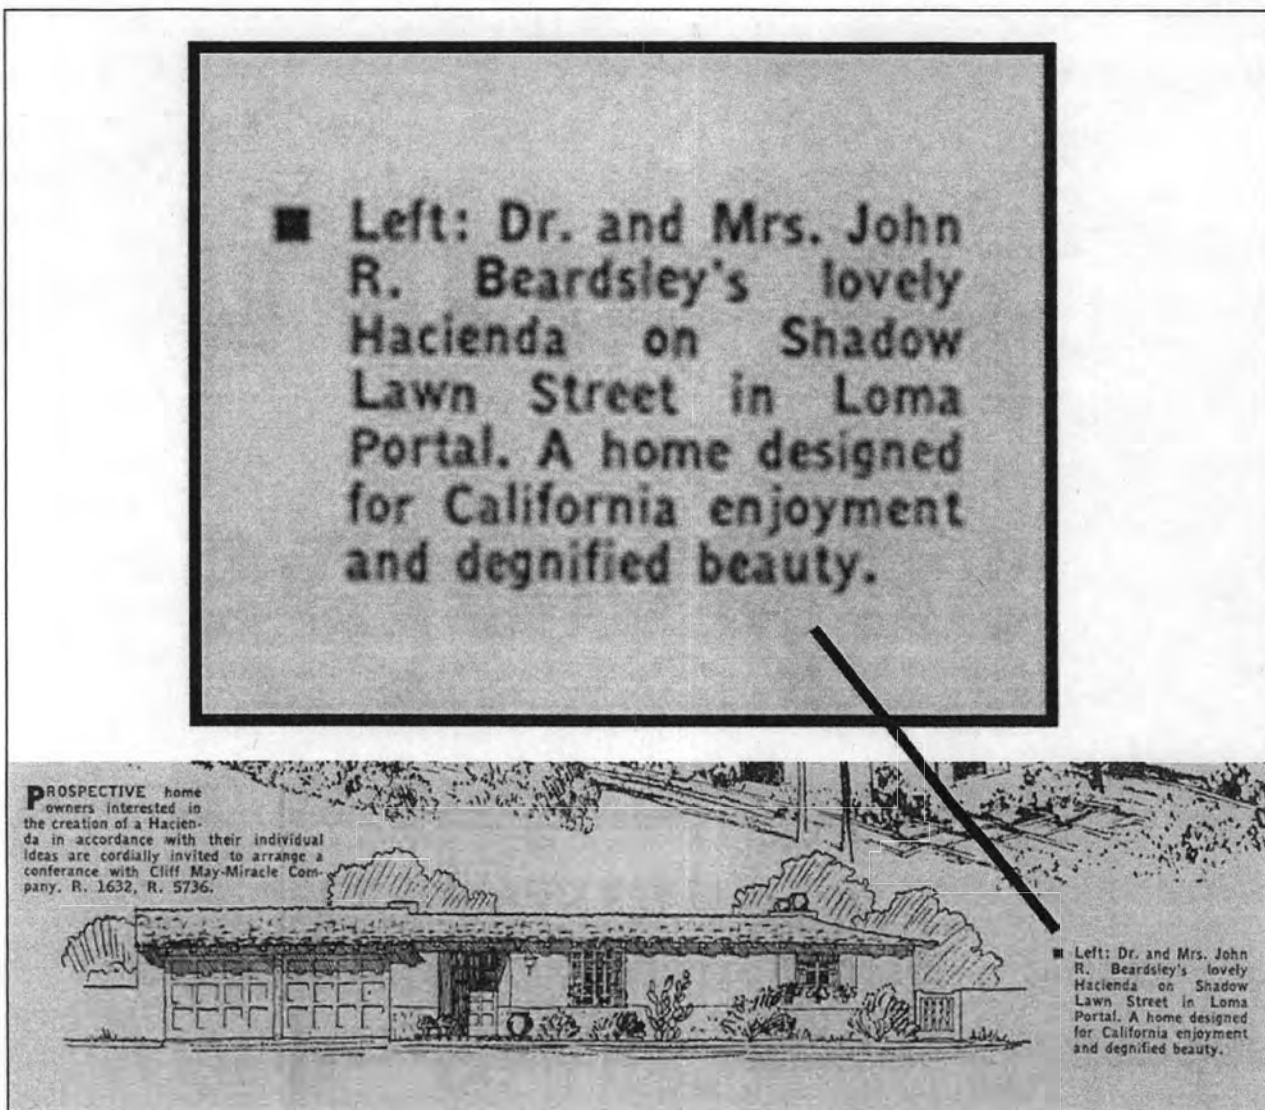 ■ Left: Dr. and Mrs. John
R. Beardsley's lovely
Hacienda on Shadow
Lawn Street in Loma
Portal. A home designed
for California enjoyment
and degnified beauty.
PROSPECTIVE home
owners interested in
the creation of a Hacien-
da in accordance with their individual
ideas are cordially invited to arrange a
conferance with Cliff May-Miracle Com-
pany. R. 1632, R. 5736.
■ Left: Dr. and Mrs. John
R. Beardsley's lovely
Hacienda on Shadow
Lawn Street in Loma
Portal. A home designed
for California enjoyment
and degnified beauty.